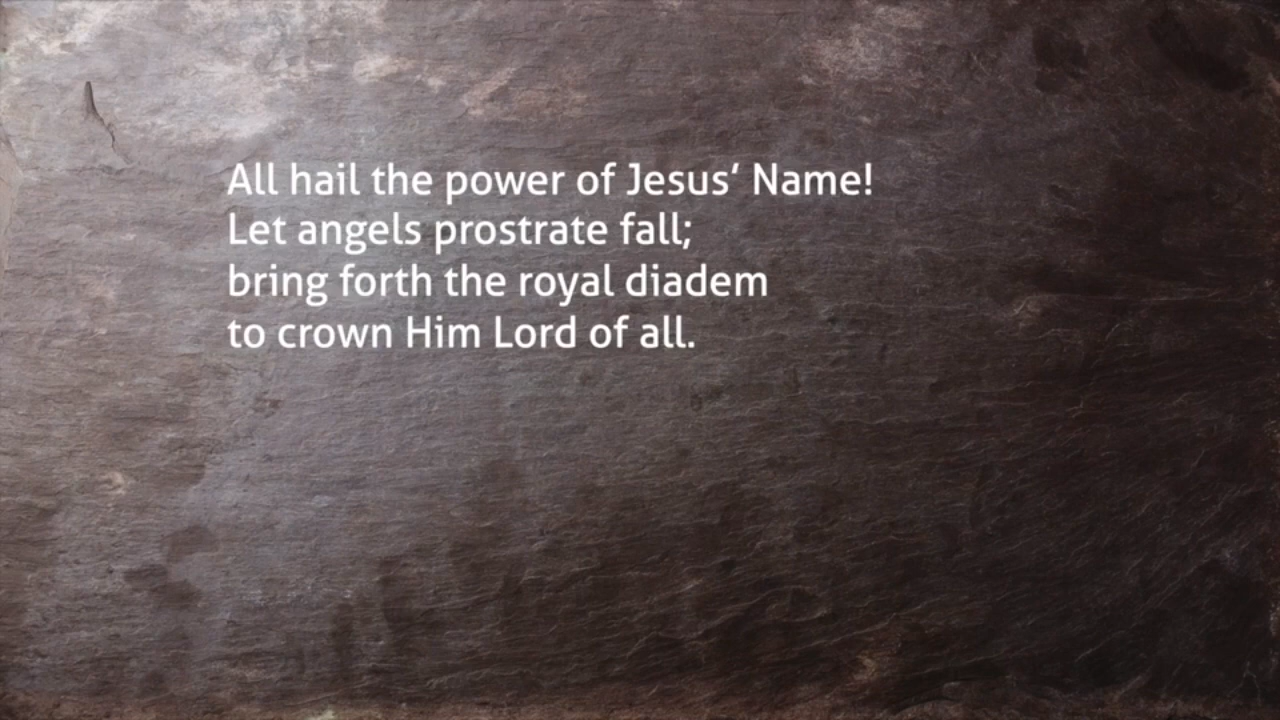 All hail the power of Jesus’ Name!
Let angels prostrate fall;
bring forth the royal diadem
to crown Him Lord of all.